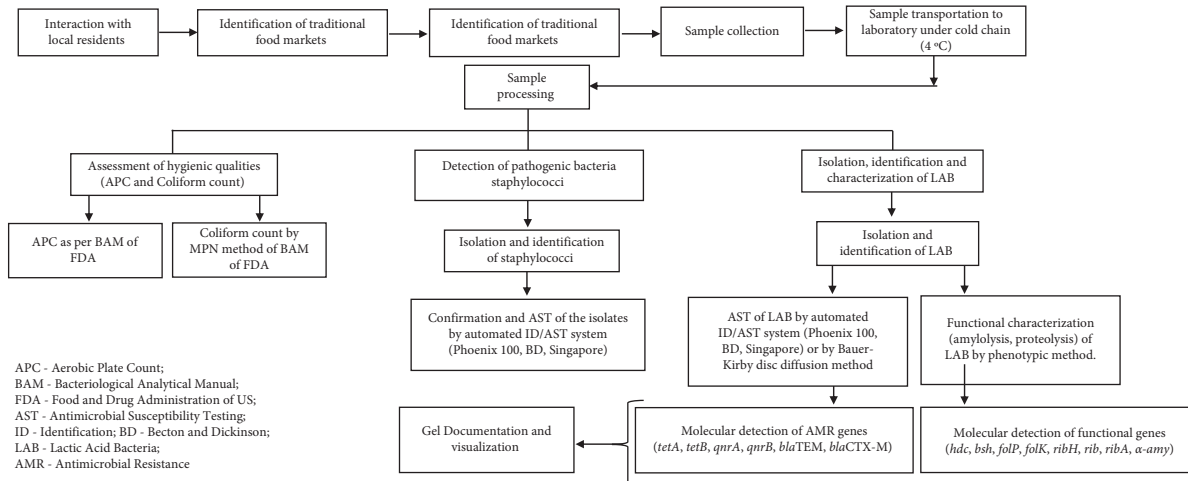 Interaction with
local residents
Identification of traditional
food markets
Identification of traditional
food markets
Sample collection
Sample transportation to
laboratory under cold chain
(4 ºC)
Sample
processing
Assessment of hygienic qualities
(APC and Coliform count)
Detection of pathogenic bacteria
staphylococci
Isolation, identification and
characterization of LAB
APC as per BAM of
FDA
Coliform count by
MPN method of BAM
of FDA
Isolation and identification
of staphylococci
Isolation and
identification of LAB
Confirmation and AST of the isolates
by automated ID/AST system
(Phoenix 100, BD, Singapore)
AST of LAB by automated
ID/AST system (Phoenix 100,
BD, Singapore) or by Bauer-
Kirby disc diffusion method
Functional characterization
(amylolysis, proteolysis) of
LAB by phenotypic method.
APC - Aerobic Plate Count;
BAM - Bacteriological Analytical Manual;
FDA - Food and Drug Administration of US;
AST - Antimicrobial Susceptibility Testing;
ID - Identification; BD - Becton and Dickinson;
LAB - Lactic Acid Bacteria;
AMR - Antimicrobial Resistance
Gel Documentation and
visualization
Molecular detection of AMR genes
(tetA, tetB, qnrA, qnrB, blaTEM, blaCTX-M)
Molecular detection of functional genes
(hdc, bsh, folP, folK, ribH, rib, ribA, α-amy)